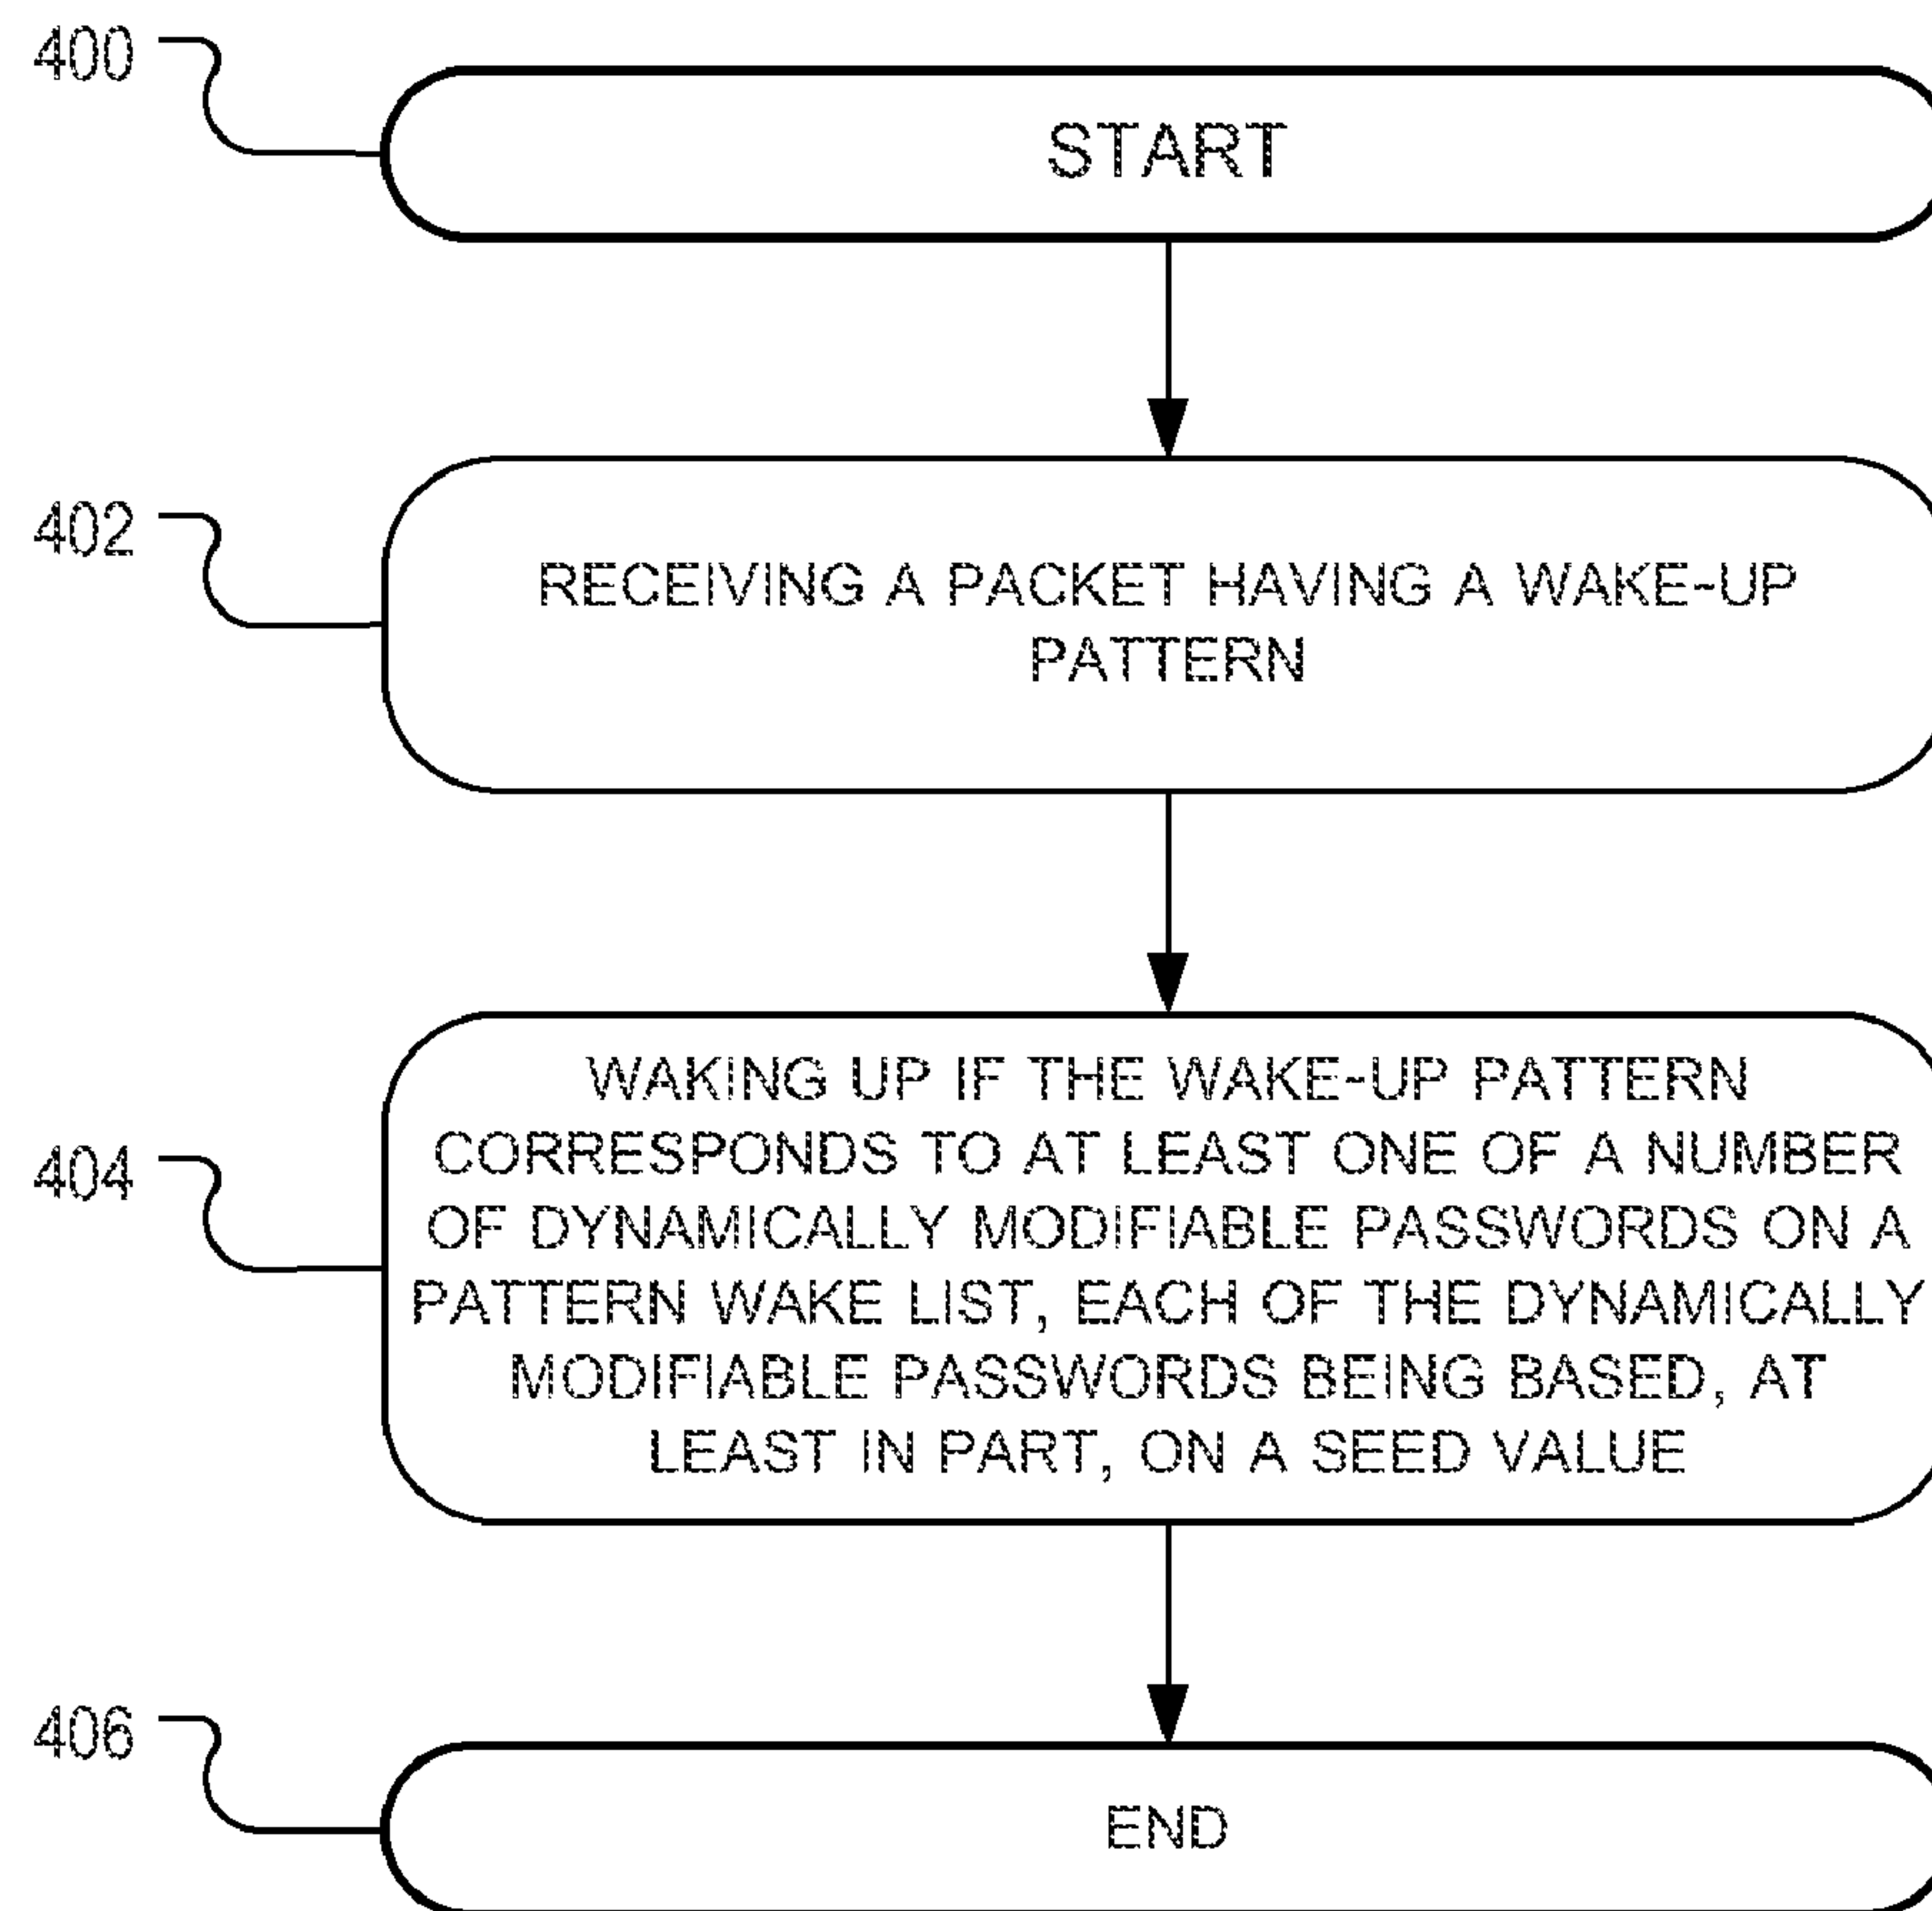 400
START
402
RECEIVING A PACKET HAVING A WAKE-UP
PATTERN
WAKING UP IF THE WAKE-UP PATTERN
CORRESPONDS TO AT LEAST ONE OF A NUMBER
404
OF DYNAMICALLY MODIFIABLE PASSWORDS ON A
PATTERN WAKE LIST, EACH OF THE DYNAMICALLY
MODIFIABLE PASSWORDS BEING BASED, AT
LEAST IN PART, ON A SEED VALUE
406
END